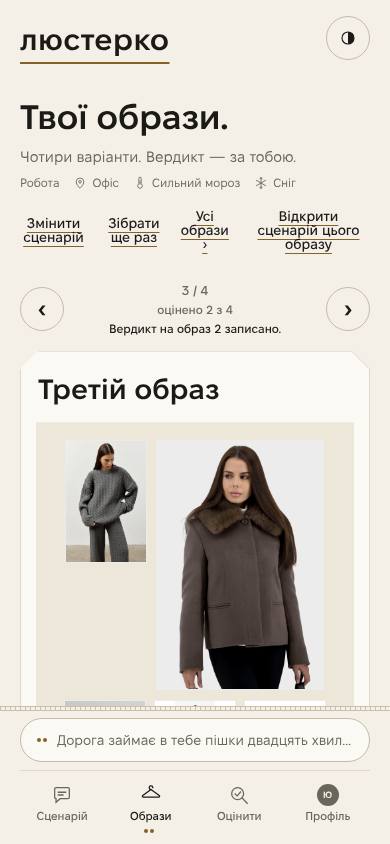 люстерко
Твої образи.
Чотири варіанти. Вердикт — за тобою.
Робота Офіс Сильний мороз Сніг
Змінити
сценарій
Зібрати
ще раз
Усі
образи
›
Відкрити
сценарій цього
образу
‹
3 / 4
оцінено 2 з 4
Вердикт на образ 2 записано.
›
Третій образ
Дорога займає в тебе пішки двадцять хвил...
Сценарій
Образи
Оцінити
Ю
Профіль